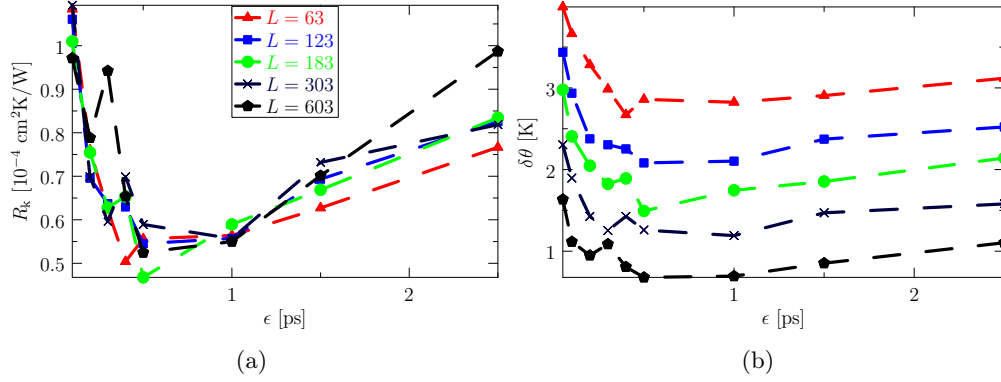 1
0.9
0.8
0.7
0.6
0.5
R_k [10^{-4} cm^2K/W]
L = 63
L = 123
L = 183
L = 303
L = 603
1
2
ϵ [ps]
(a)
3
2
1
δθ [K]
1
2
ϵ [ps]
(b)